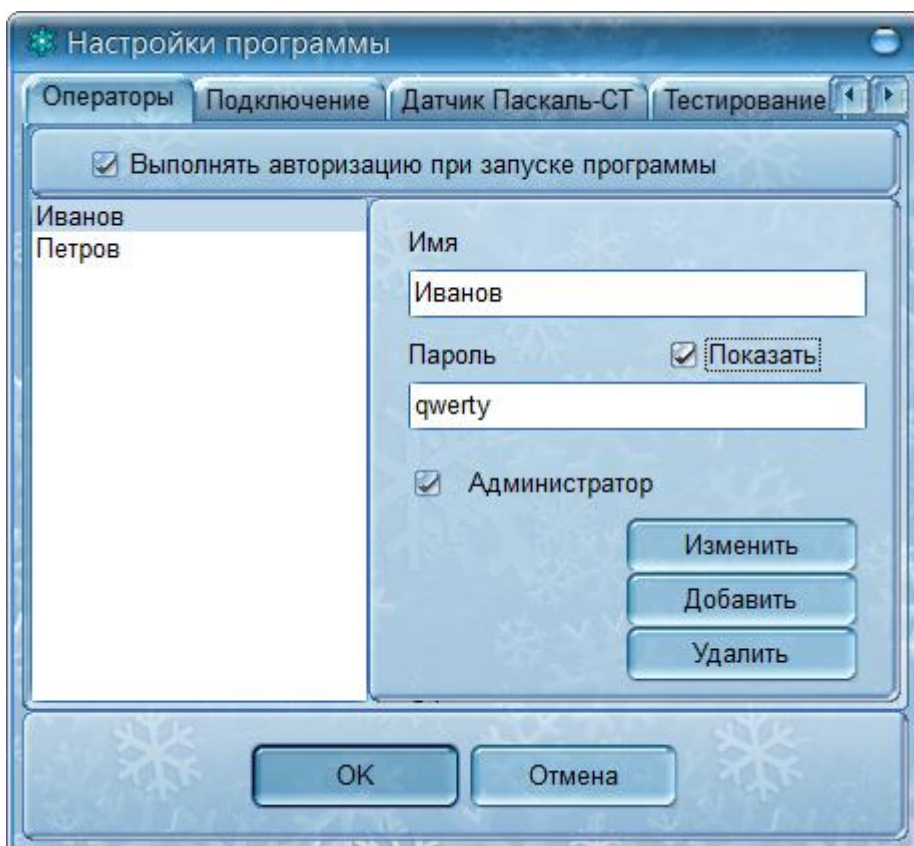 Настройки программы
Операторы Подключение Датчик Паскаль-СТ Тестирование
Выполнять авторизацию при запуске программы
Иванов
Петров
Имя
Иванов
Пароль Показать
qwerty
Администратор
Изменить
Добавить
Удалить
OK Отмена